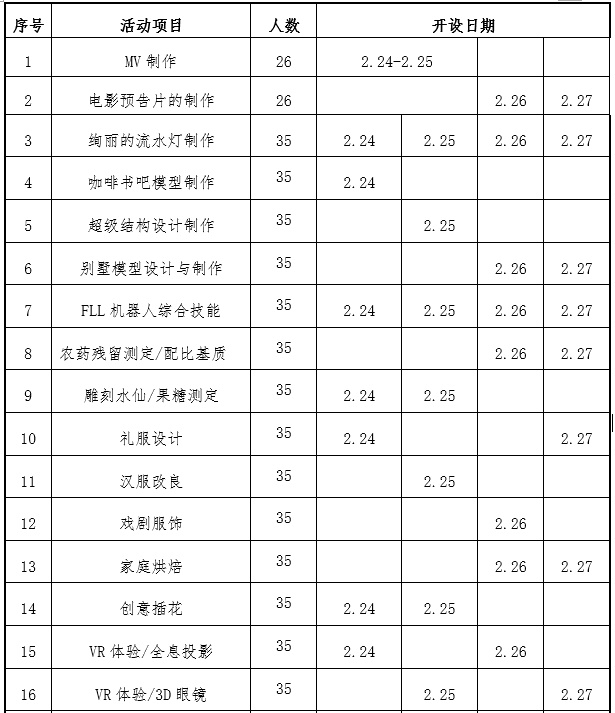 序号 活动项目 人数 开设日期
1 MV 制作 26 2.24-2.25
2 电影预告片的制作 26 2.26 2.27
3 绚丽的流水灯制作 35 2.24 2.25 2.26 2.27
4 咖啡书吧模型制作 35 2.24
5 超级结构设计制作 35 2.25
6 别墅模型设计与制作 35 2.26 2.27
7 FLL 机器人综合技能 35 2.24 2.25 2.26 2.27
8 农药残留测定/配比基质 35 2.26 2.27
9 雕刻水仙/果糖测定 35 2.24 2.25
10 礼服设计 35 2.24 2.27
11 汉服改良 35 2.25
12 戏剧服饰 35 2.26
13 家庭烘焙 35 2.26 2.27
14 创意插花 35 2.24 2.25
15 VR 体验/全息投影 35 2.24 2.26
16 VR 体验/3D 眼镜 35 2.25 2.27